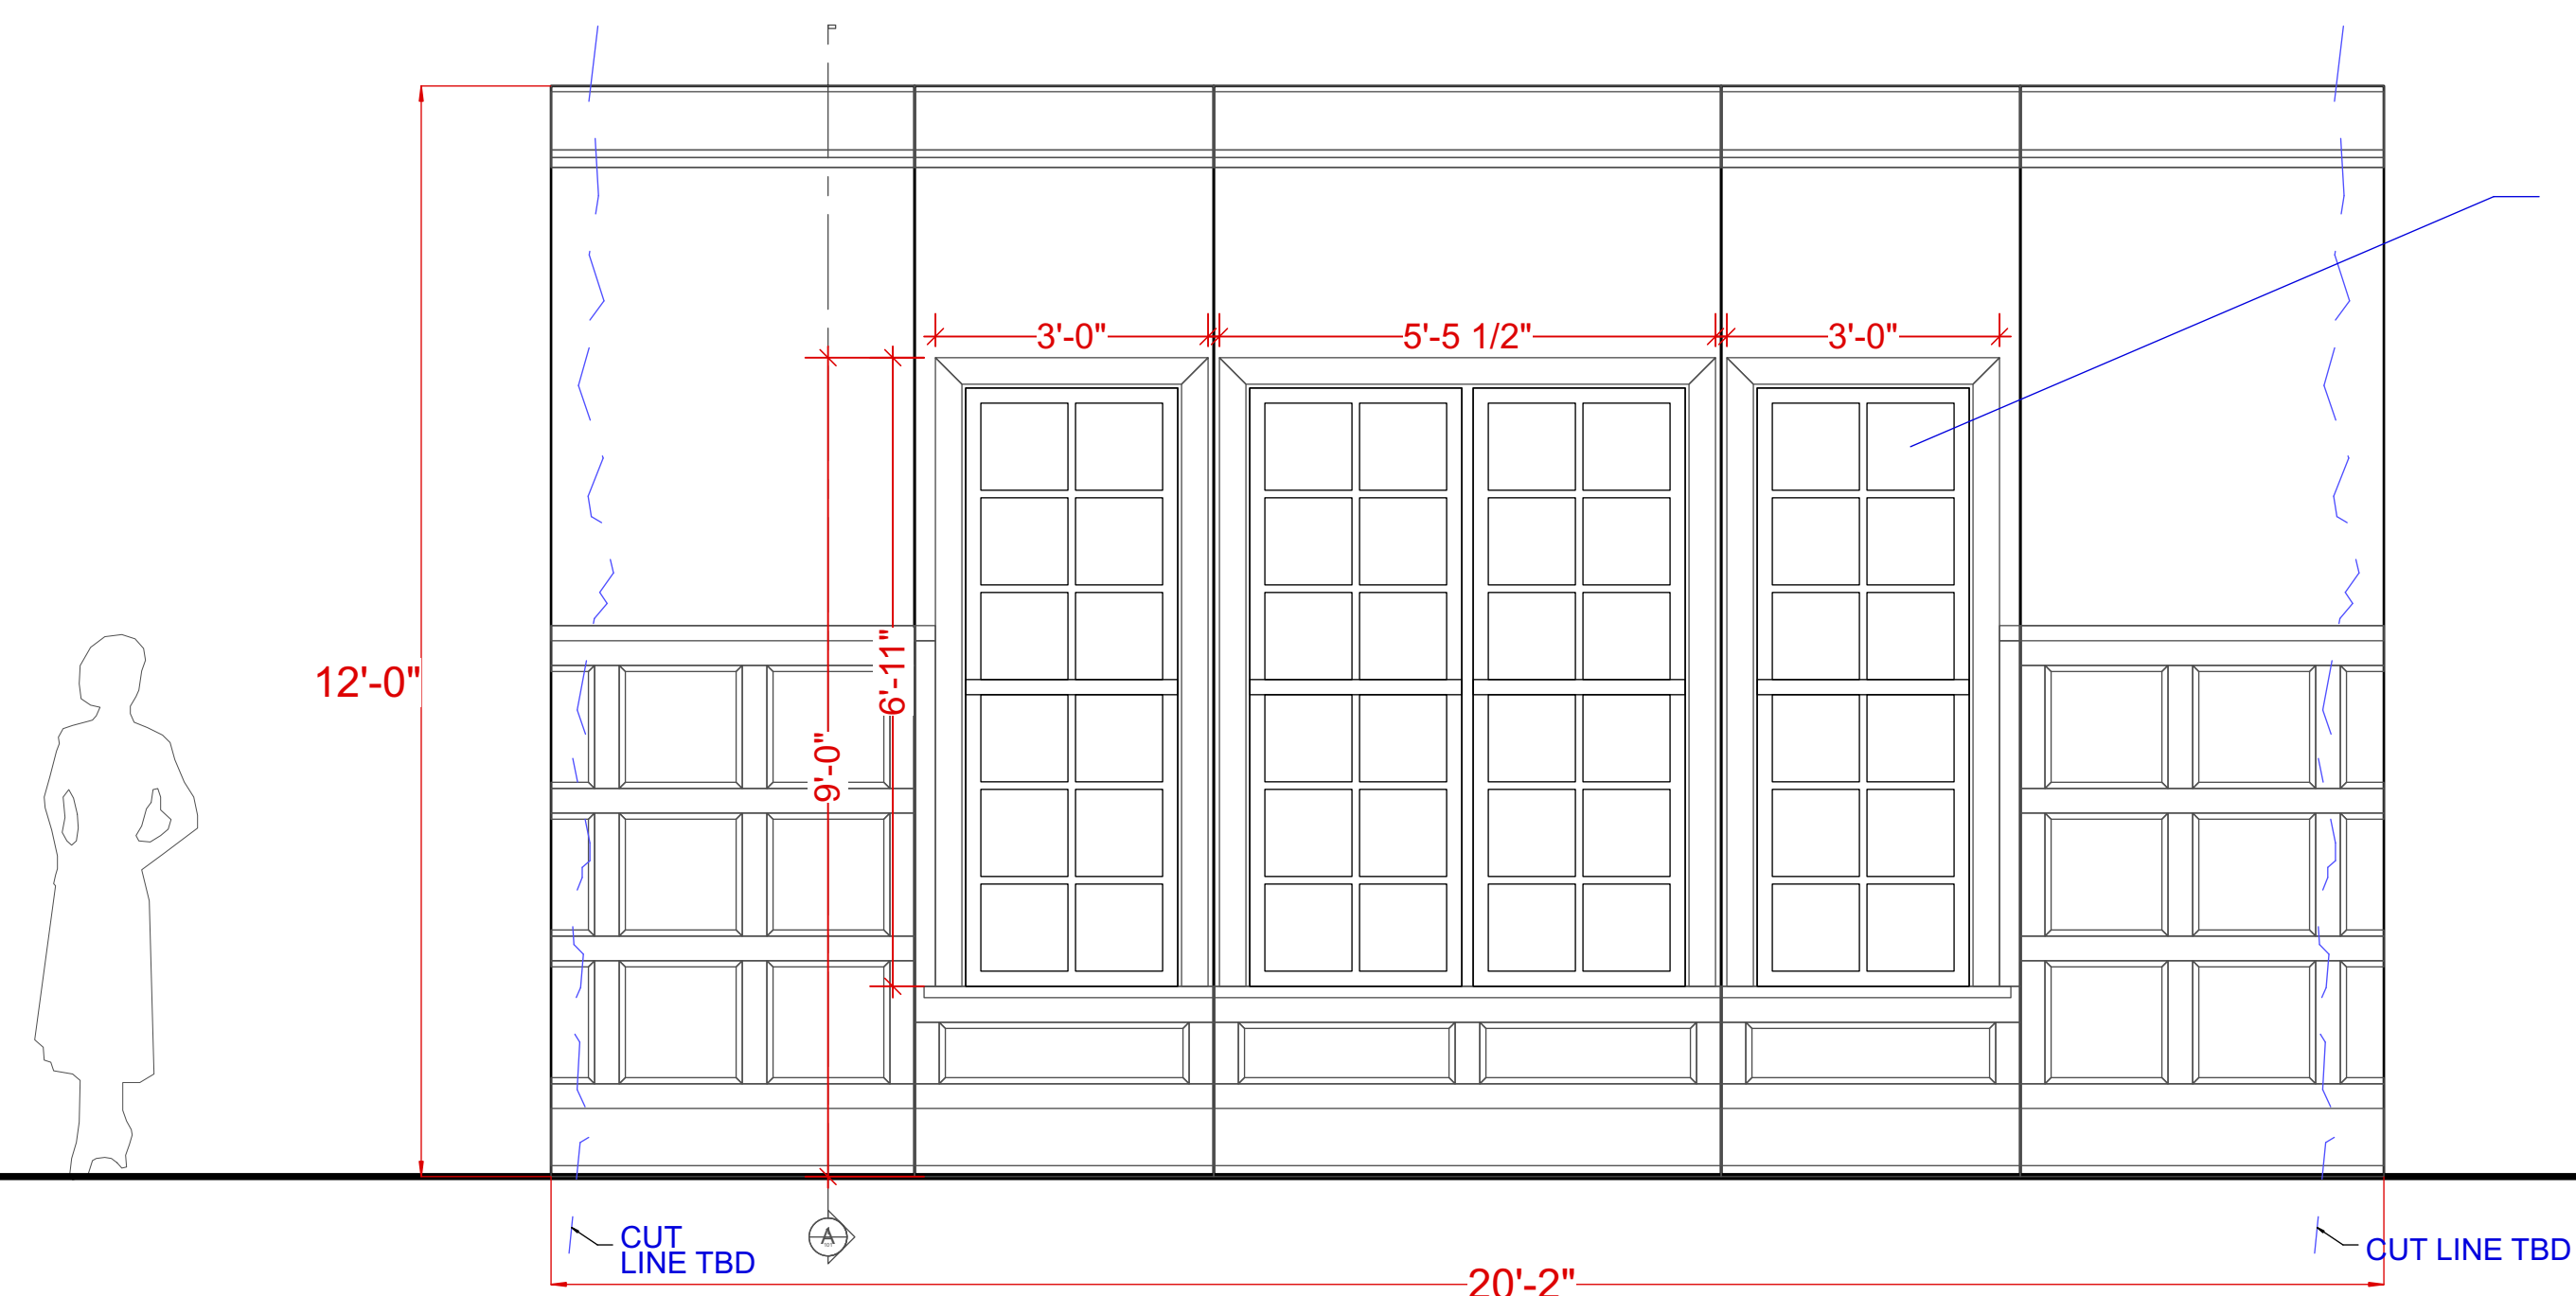 3'-0"
5'-5 1/2"
3'-0"
12'-0"
6'-11"
9'-0"
A
CUT
LINE TBD
CUT LINE TBD
20'-2"